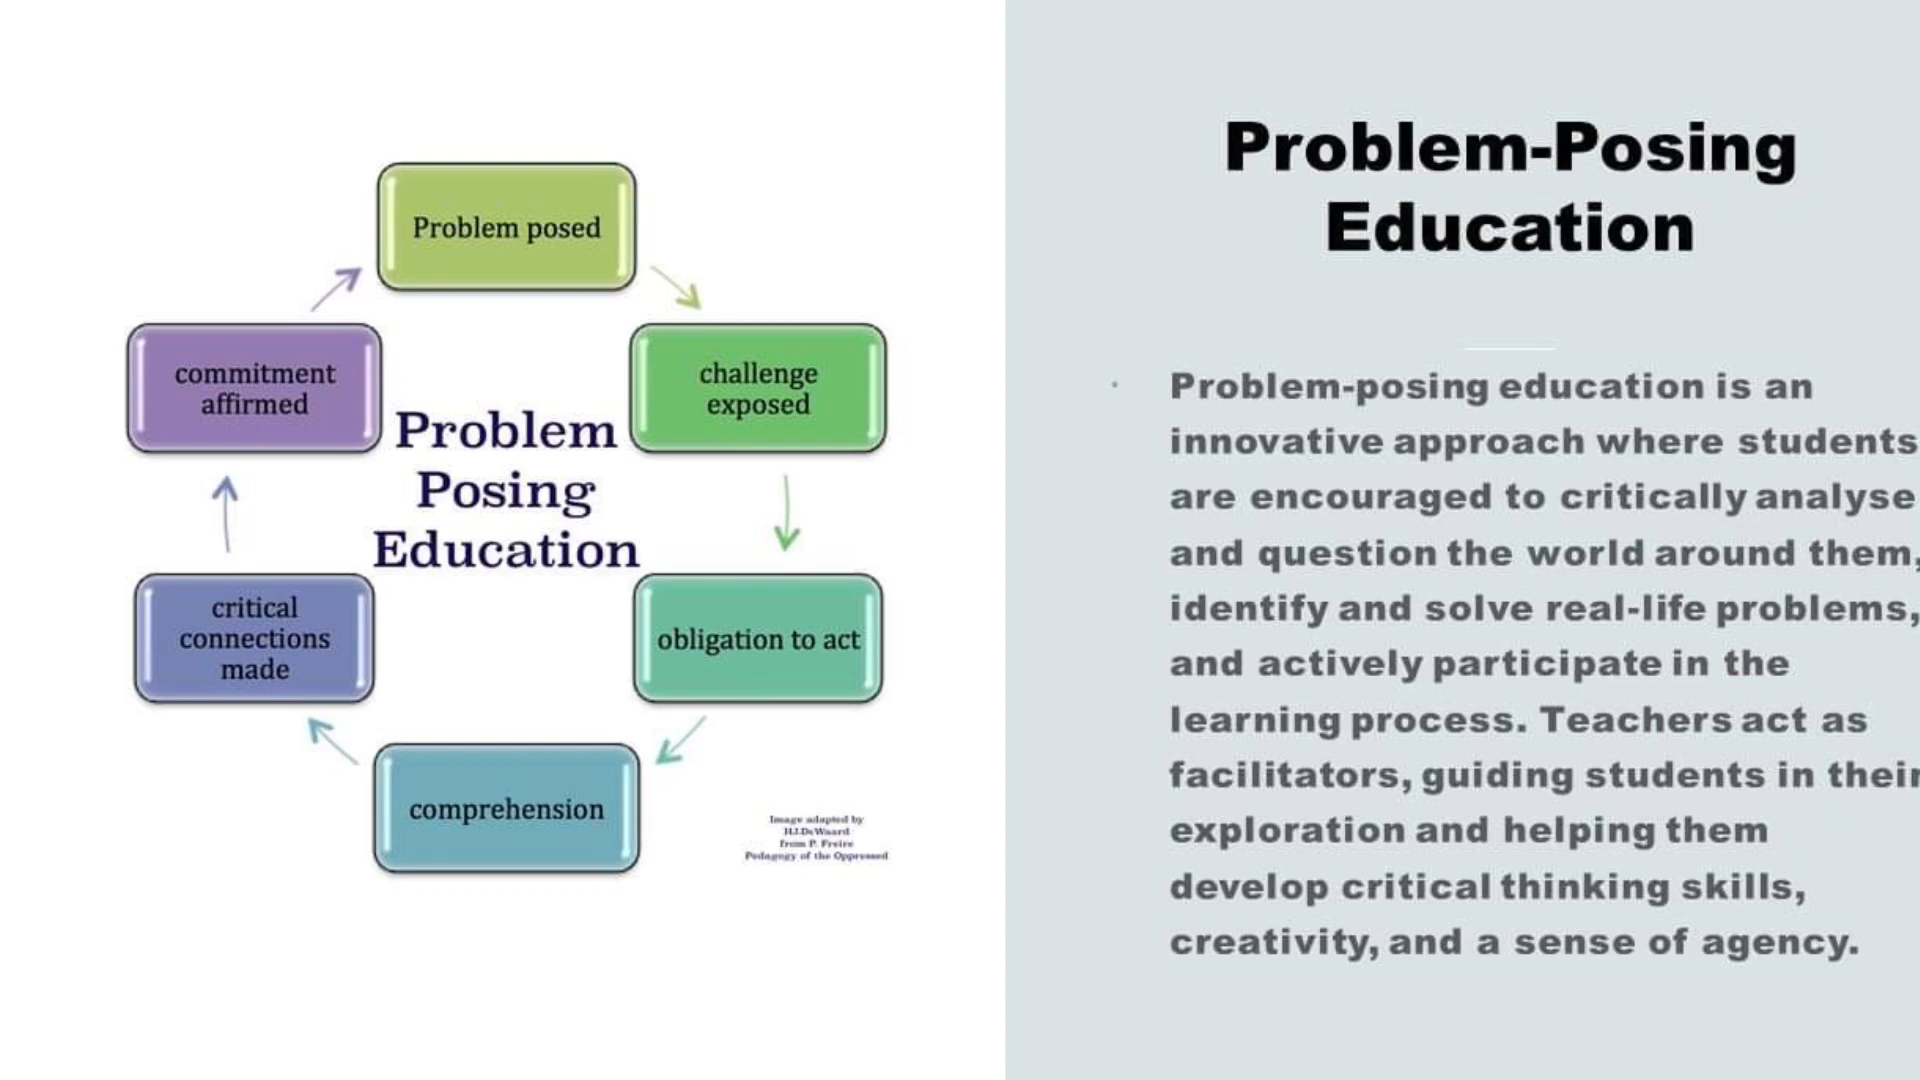 Problem posed
challenge
exposed
obligation to act
comprehension
critical
connections
made
commitment
affirmed
Problem
Posing
Education
Image adapted by
H.J.DeWaard
from P. Freire
Pedagogy of the Oppressed
Problem-Posing
Education
Problem-posing education is an
innovative approach where students
are encouraged to critically analyse
and question the world around them,
identify and solve real-life problems,
and actively participate in the
learning process. Teachers act as
facilitators, guiding students in their
exploration and helping them
develop critical thinking skills,
creativity, and a sense of agency.